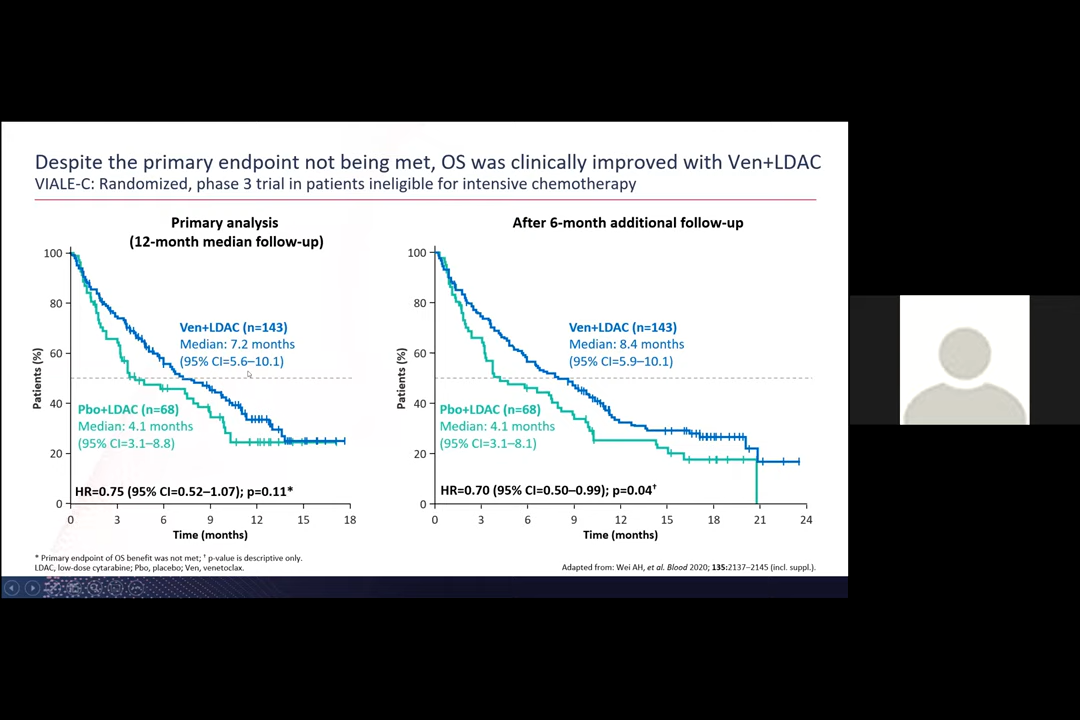 Despite the primary endpoint not being met, OS was clinically improved with Ven+LDAC
VIALE-C: Randomized, phase 3 trial in patients ineligible for intensive chemotherapy
Primary analysis
(12-month median follow-up)
100
80
60
40
20
0
Patients (%)
Ven+LDAC (n=143)
Median: 7.2 months
(95% CI=5.6–10.1)
Pbo+LDAC (n=68)
Median: 4.1 months
(95% CI=3.1–8.8)
HR=0.75 (95% CI=0.52–1.07); p=0.11*
0 3 6 9 12 15 18
Time (months)
After 6-month additional follow-up
100
80
60
40
20
0
Patients (%)
Ven+LDAC (n=143)
Median: 8.4 months
(95% CI=5.9–10.1)
Pbo+LDAC (n=68)
Median: 4.1 months
(95% CI=3.1–8.1)
HR=0.70 (95% CI=0.50–0.99); p=0.04†
0 3 6 9 12 15 18 21 24
Time (months)
* Primary endpoint of OS benefit was not met; † p-value is descriptive only.
LDAC, low-dose cytarabine; Pbo, placebo; Ven, venetoclax.
Adapted from: Wei AH, et al. Blood 2020; 135:2137–2145 (incl. suppl.).